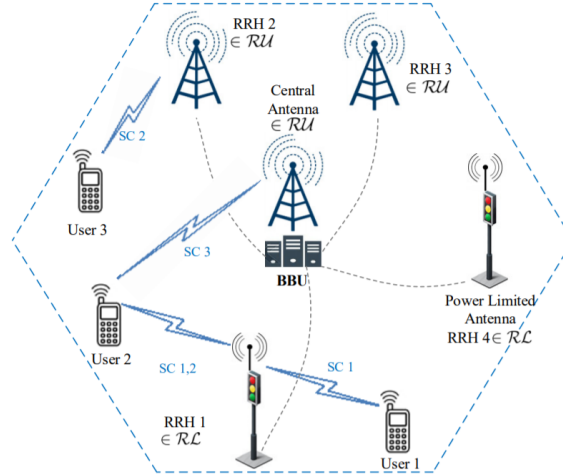 RRH 2
∈ ℛ𝒰
RRH 3
∈ ℛ𝒰
Central
Antenna
∈ ℛ𝒰
SC 2
User 3
SC 3
BBU
Power Limited
Antenna
RRH 4∈ ℛℒ
User 2
SC 1,2
SC 1
RRH 1
∈ ℛℒ
User 1